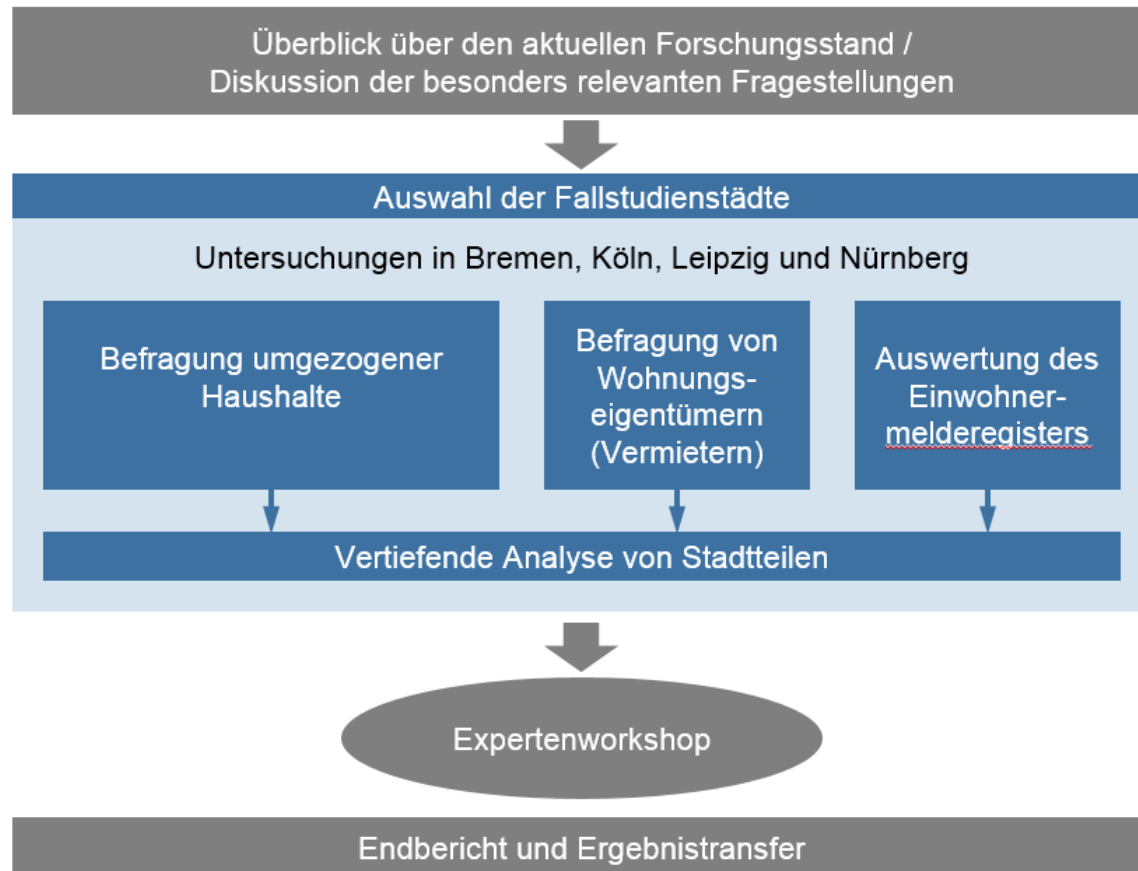 Überblick über den aktuellen Forschungsstand /
Diskussion der besonders relevanten Fragestellungen
Auswahl der Fallstudienstädte
Untersuchungen in Bremen, Köln, Leipzig und Nürnberg
Befragung umgezogener
Haushalte
Befragung von
Wohnungs-
eigentümern
(Vermietern)
Auswertung des
Einwohner-
melderegisters
Vertiefende Analyse von Stadtteilen
Expertenworkshop
Endbericht und Ergebnistransfer